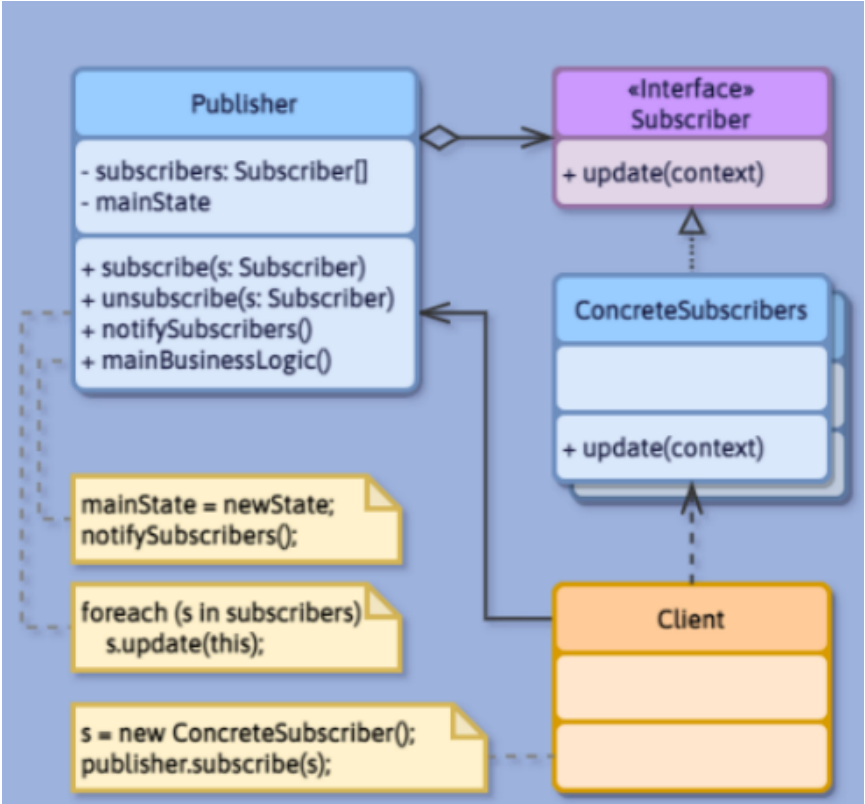 Publisher
- subscribers: Subscriber[]
- mainState
+ subscribe(s: Subscriber)
+ unsubscribe(s: Subscriber)
+ notifySubscribers()
+ mainBusinessLogic()
«Interface»
Subscriber
+ update(context)
ConcreteSubscribers
+ update(context)
mainState = newState;
notifySubscribers();
foreach (s in subscribers)
s.update(this);
s = new ConcreteSubscriber();
publisher.subscribe(s);
Client